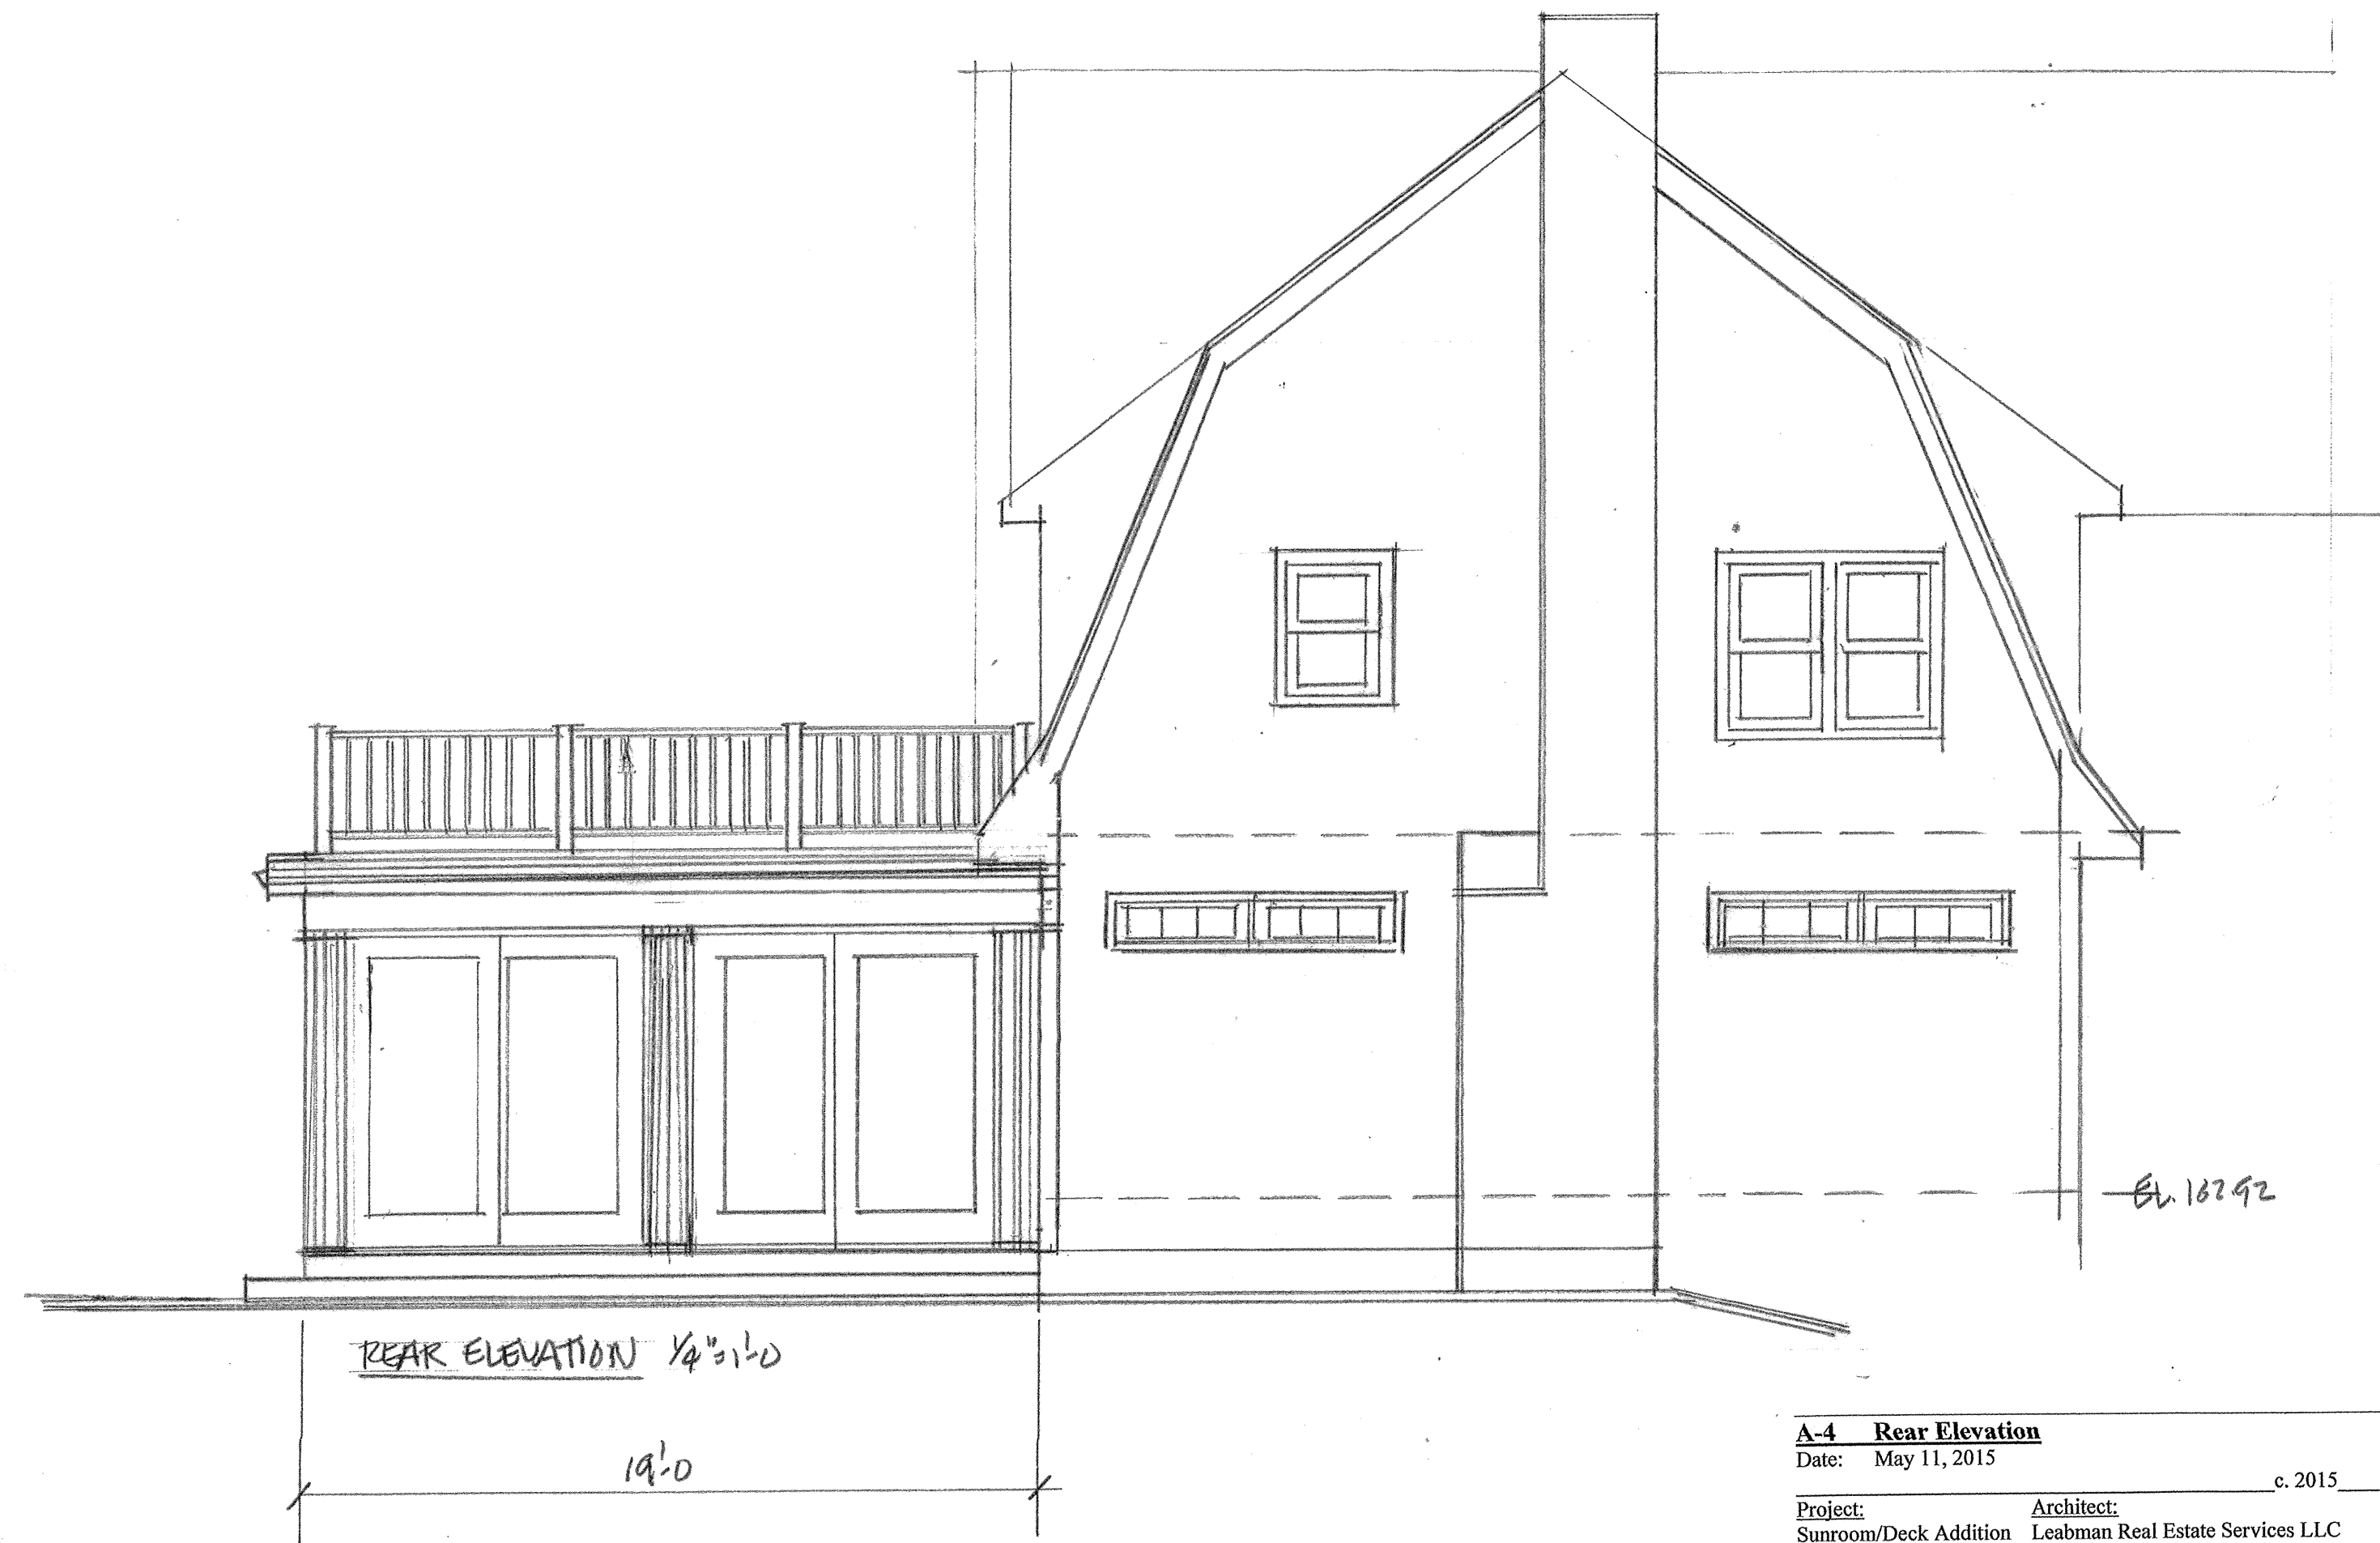 EL. 162.92
REAR ELEVATION 1/4"=1'-0
19'-0
A-4 Rear Elevation
Date: May 11, 2015
c. 2015
Project: Architect:
Sunroom/Deck Addition Leabman Real Estate Services LLC